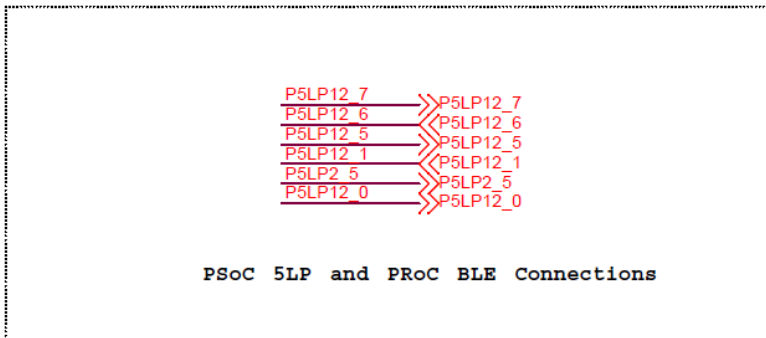 P5LP12_7 P5LP12_7
P5LP12_6 P5LP12_6
P5LP12_5 P5LP12_5
P5LP12_1 P5LP12_1
P5LP2_5 P5LP2_5
P5LP12_0 P5LP12_0
PSoC 5LP and PRoC BLE Connections